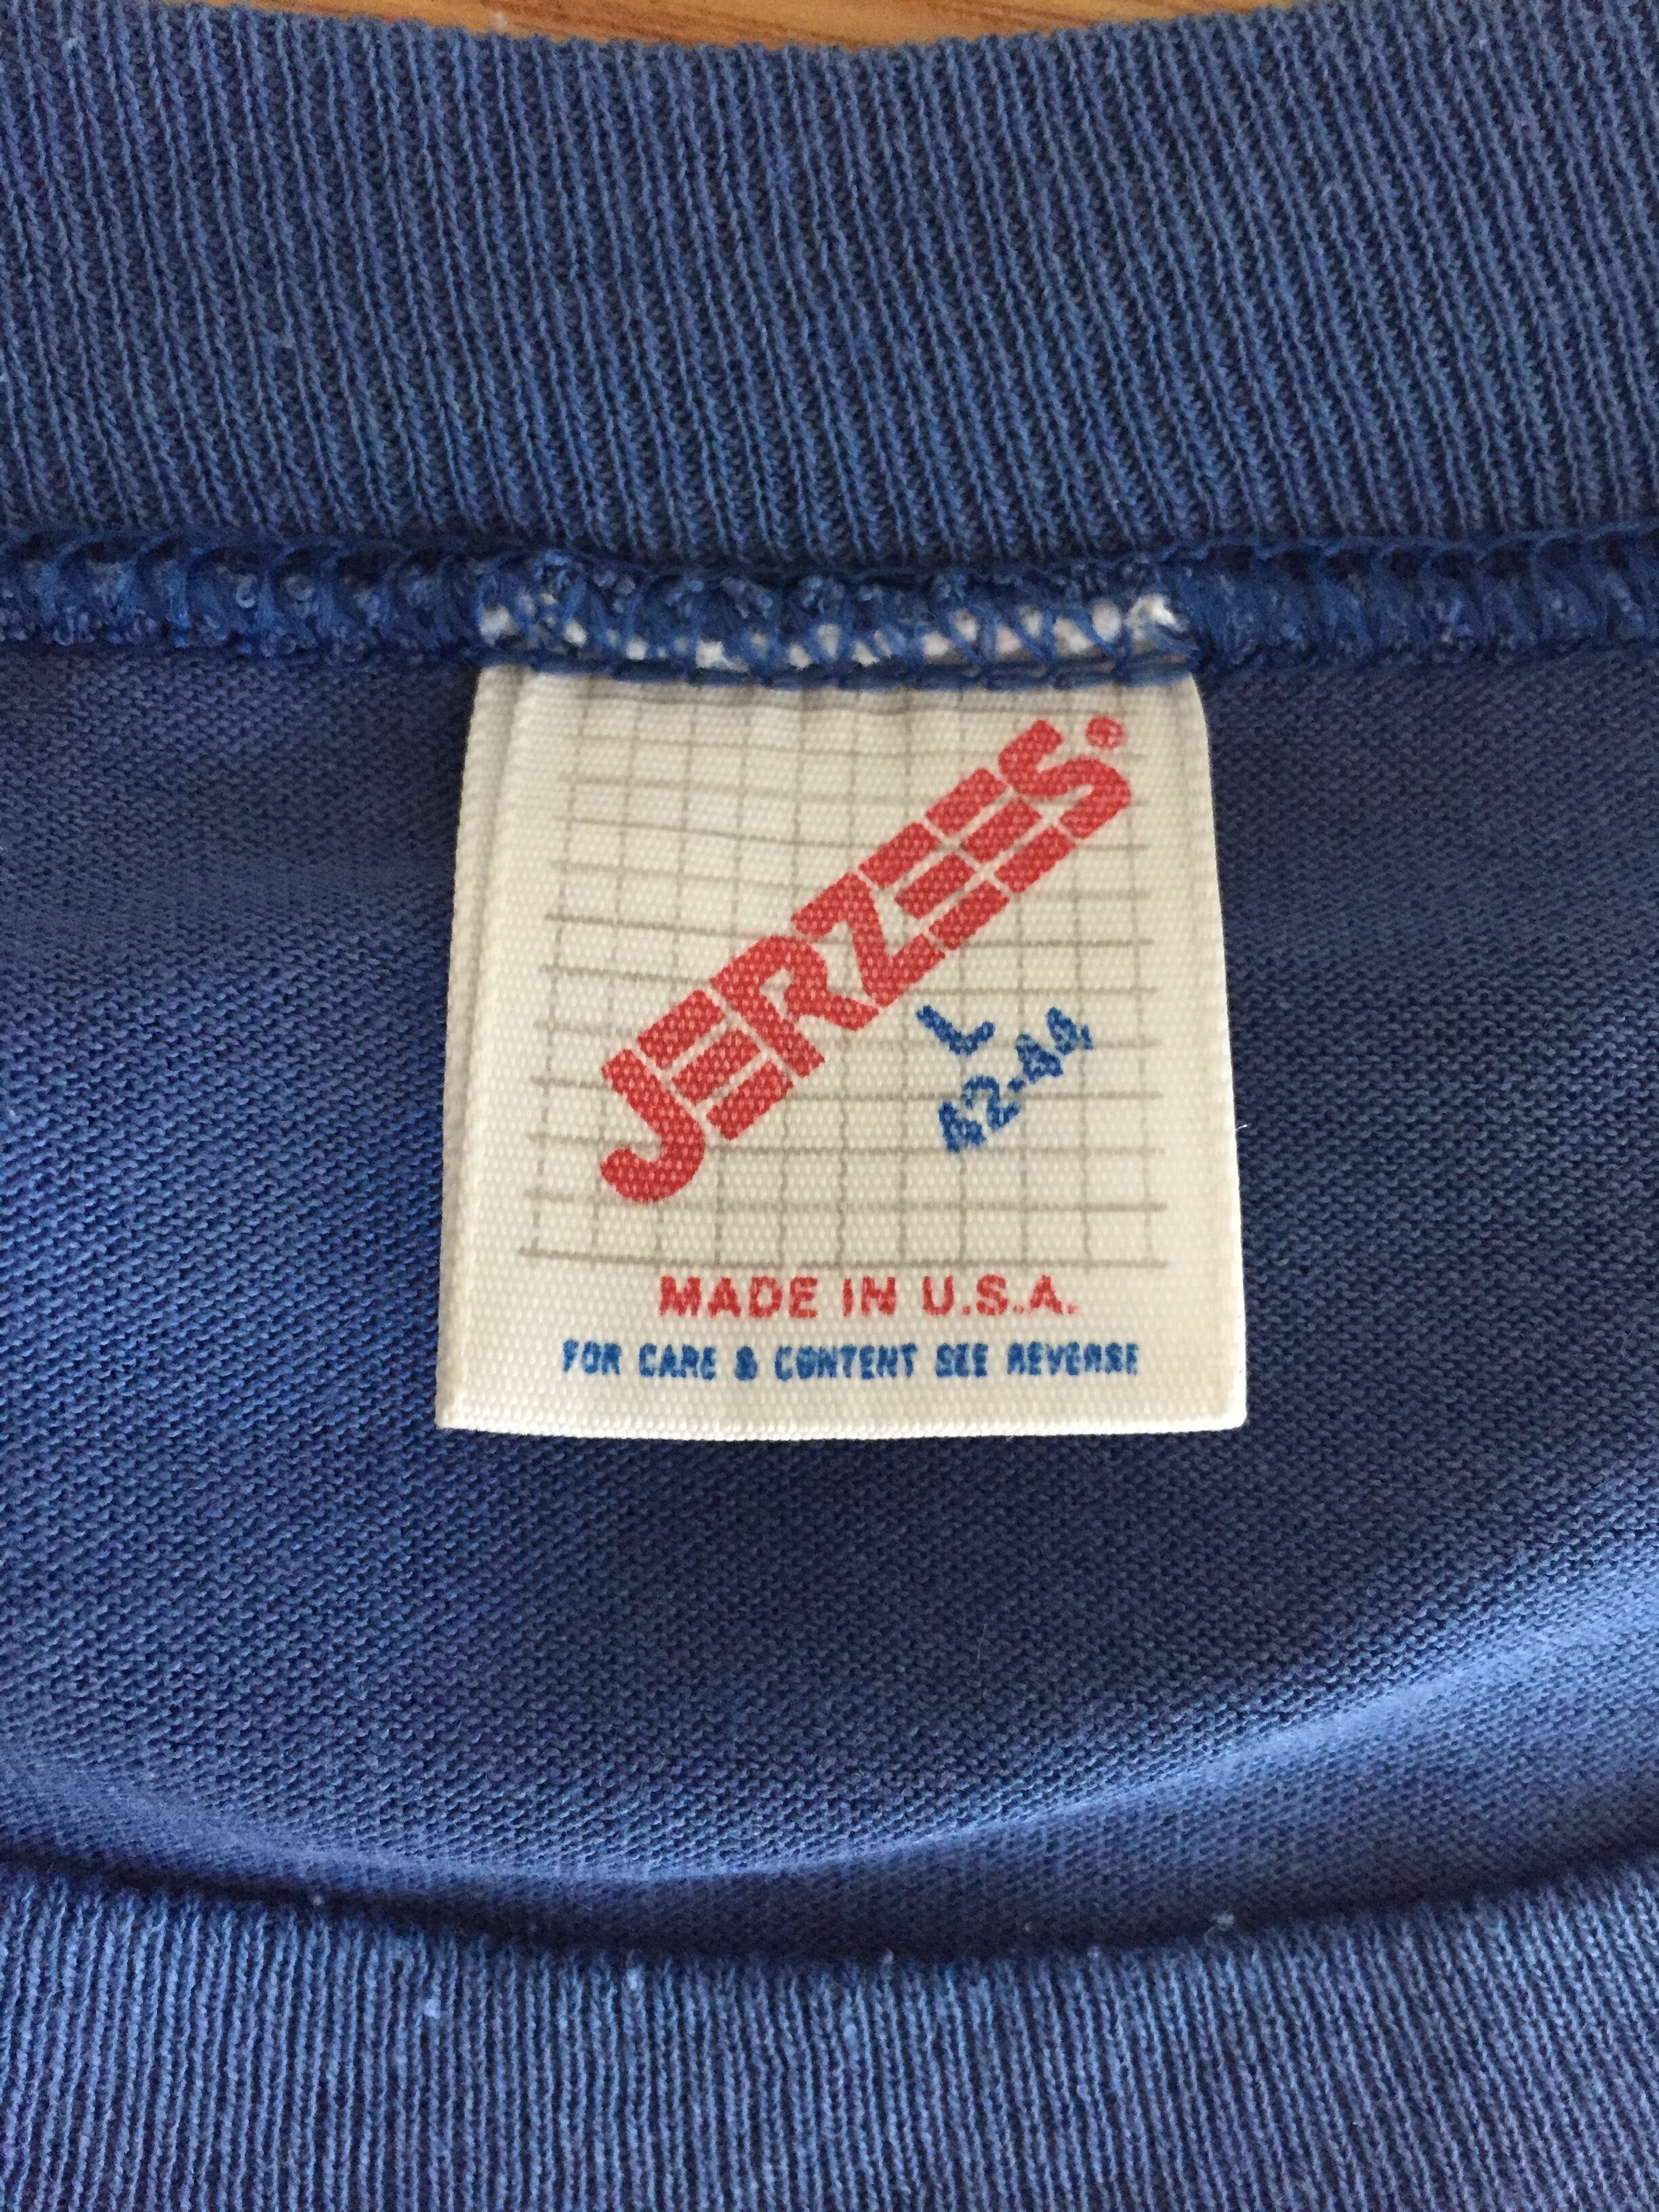 JERZEES®
L
42-44
MADE IN U.S.A.
FOR CARE & CONTENT SEE REVERSE